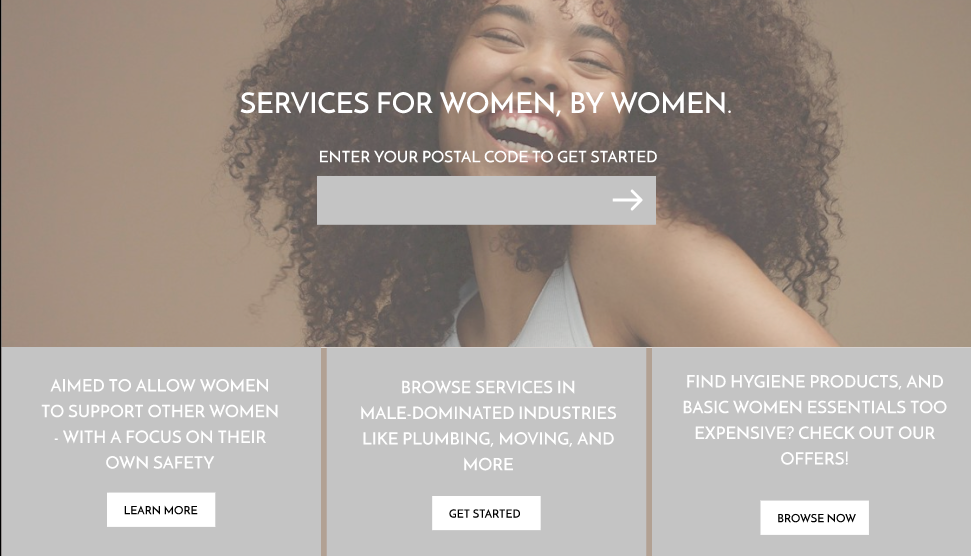 SERVICES FOR WOMEN, BY WOMEN.
ENTER YOUR POSTAL CODE TO GET STARTED
AIMED TO ALLOW WOMEN
TO SUPPORT OTHER WOMEN
- WITH A FOCUS ON THEIR
OWN SAFETY
LEARN MORE
BROWSE SERVICES IN
MALE-DOMINATED INDUSTRIES
LIKE PLUMBING, MOVING, AND
MORE
GET STARTED
FIND HYGIENE PRODUCTS, AND
BASIC WOMEN ESSENTIALS TOO
EXPENSIVE? CHECK OUT OUR
OFFERS!
BROWSE NOW